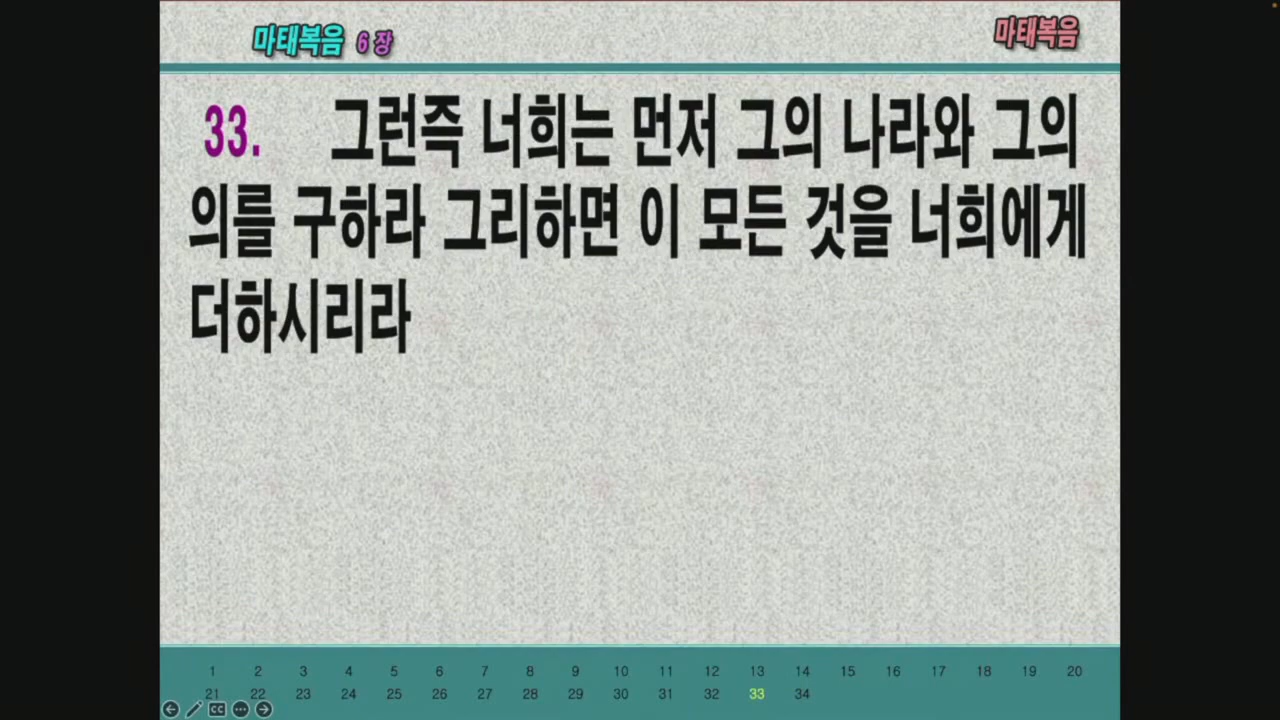 마태복음 6 장
마태복음
33. 그런즉 너희는 먼저 그의 나라와 그의
의를 구하라 그리하면 이 모든 것을 너희에게
더하시리라
1 2 3 4 5 6 7 8 9 10 11 12 13 14 15 16 17 18 19 20
21 22 23 24 25 26 27 28 29 30 31 32 33 34
CC